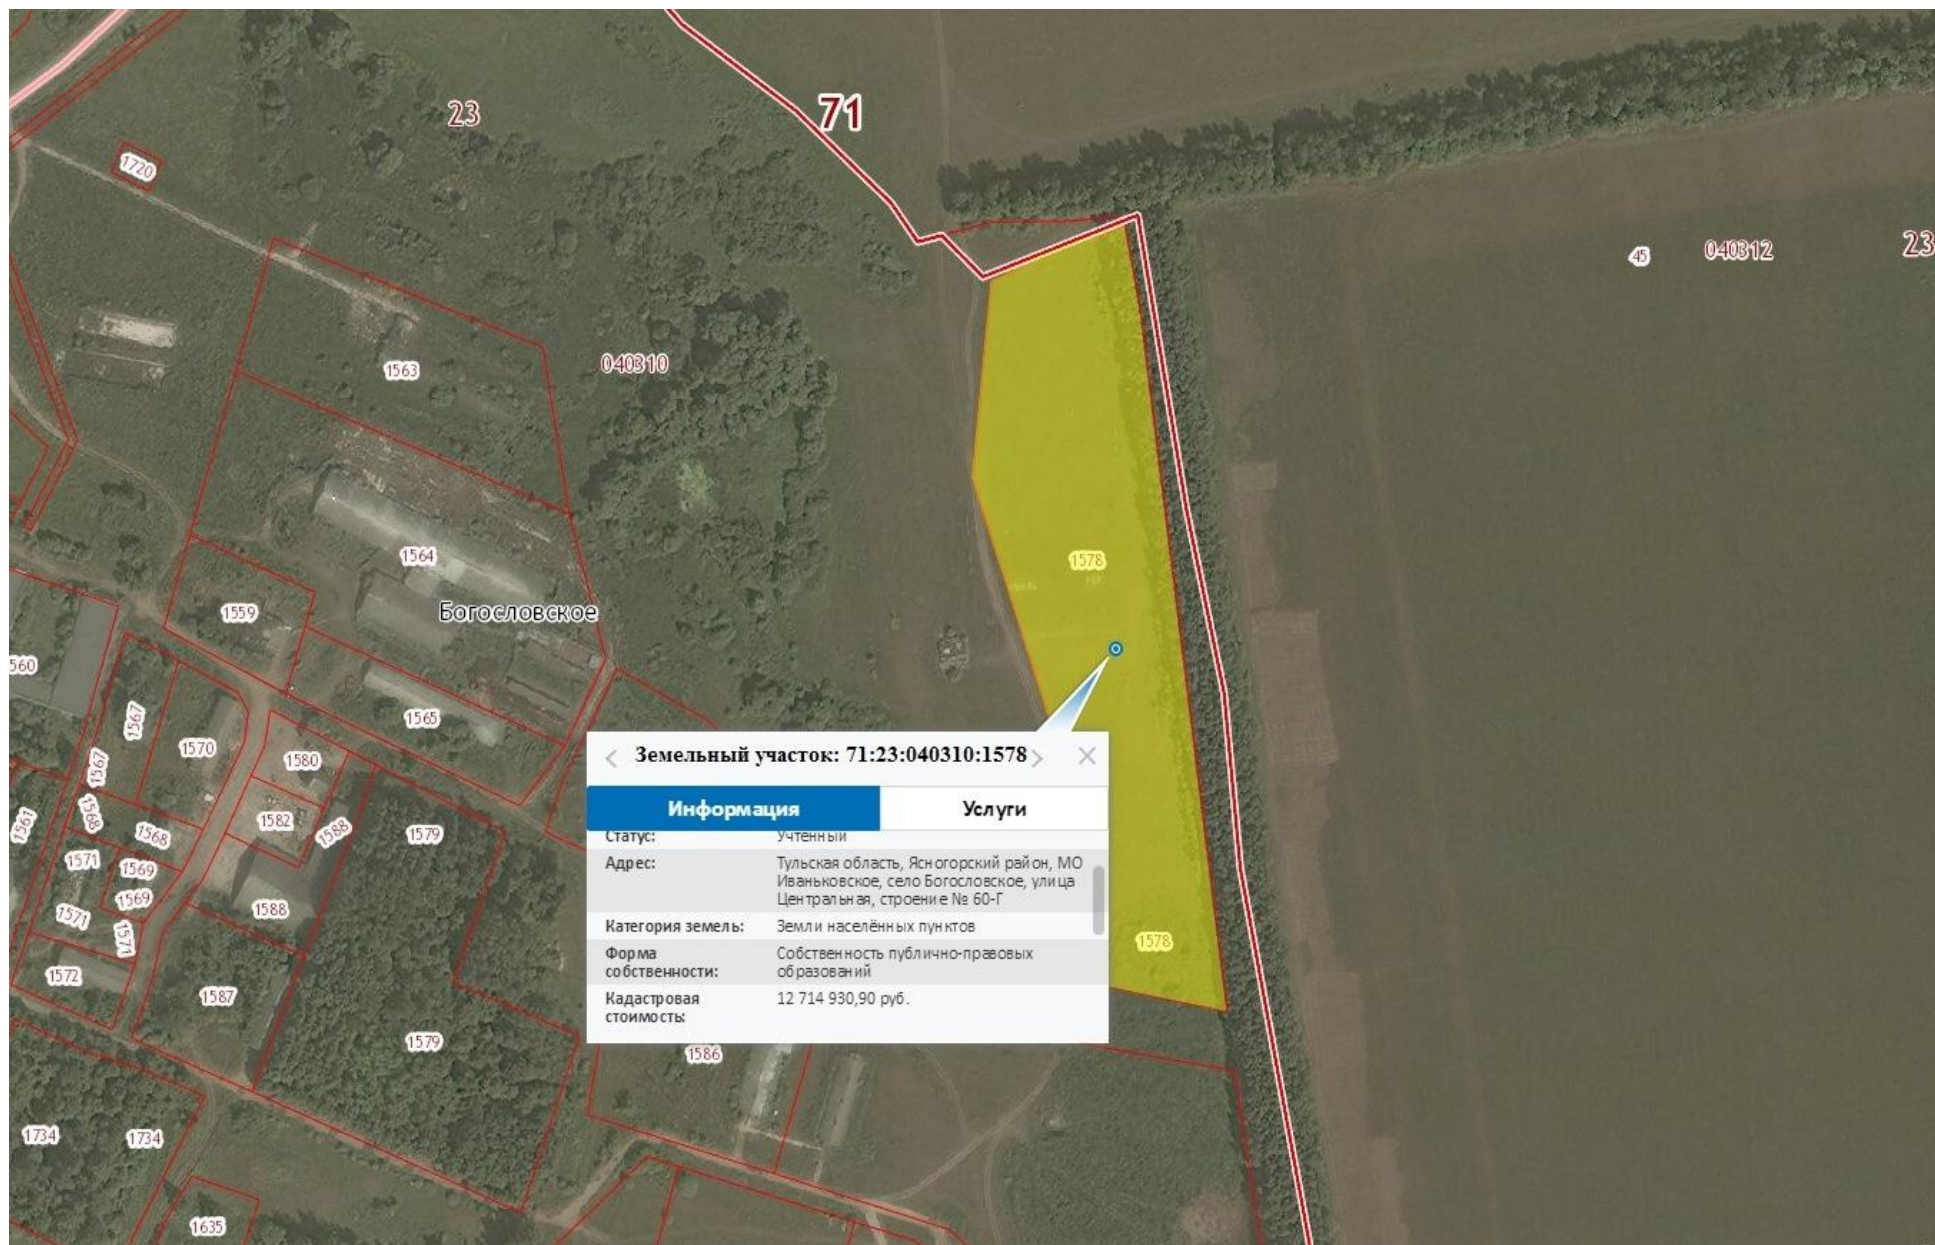 71
23
1720
23
45
040312
1563
040310
1564
1578
1559
Богословское
560
1567
1565
1570
1580
1567
1568
1582
1588
1561
1568
1579
1571
1569
1569
1588
1571
1571
1578
1572
1587
1579
1586
1734
1734
1635
Земельный участок: 71:23:040310:1578
Информация
Услуги
Статус: Учтенный
Адрес: Тульская область, Ясногорский район, МО
Иваньковское, село Богословское, улица
Центральная, строение № 60-Г
Категория земель: Земли населённых пунктов
Форма Собственность публично-правовых
собственности: образований
Кадастровая 12 714 930,90 руб.
стоимость: